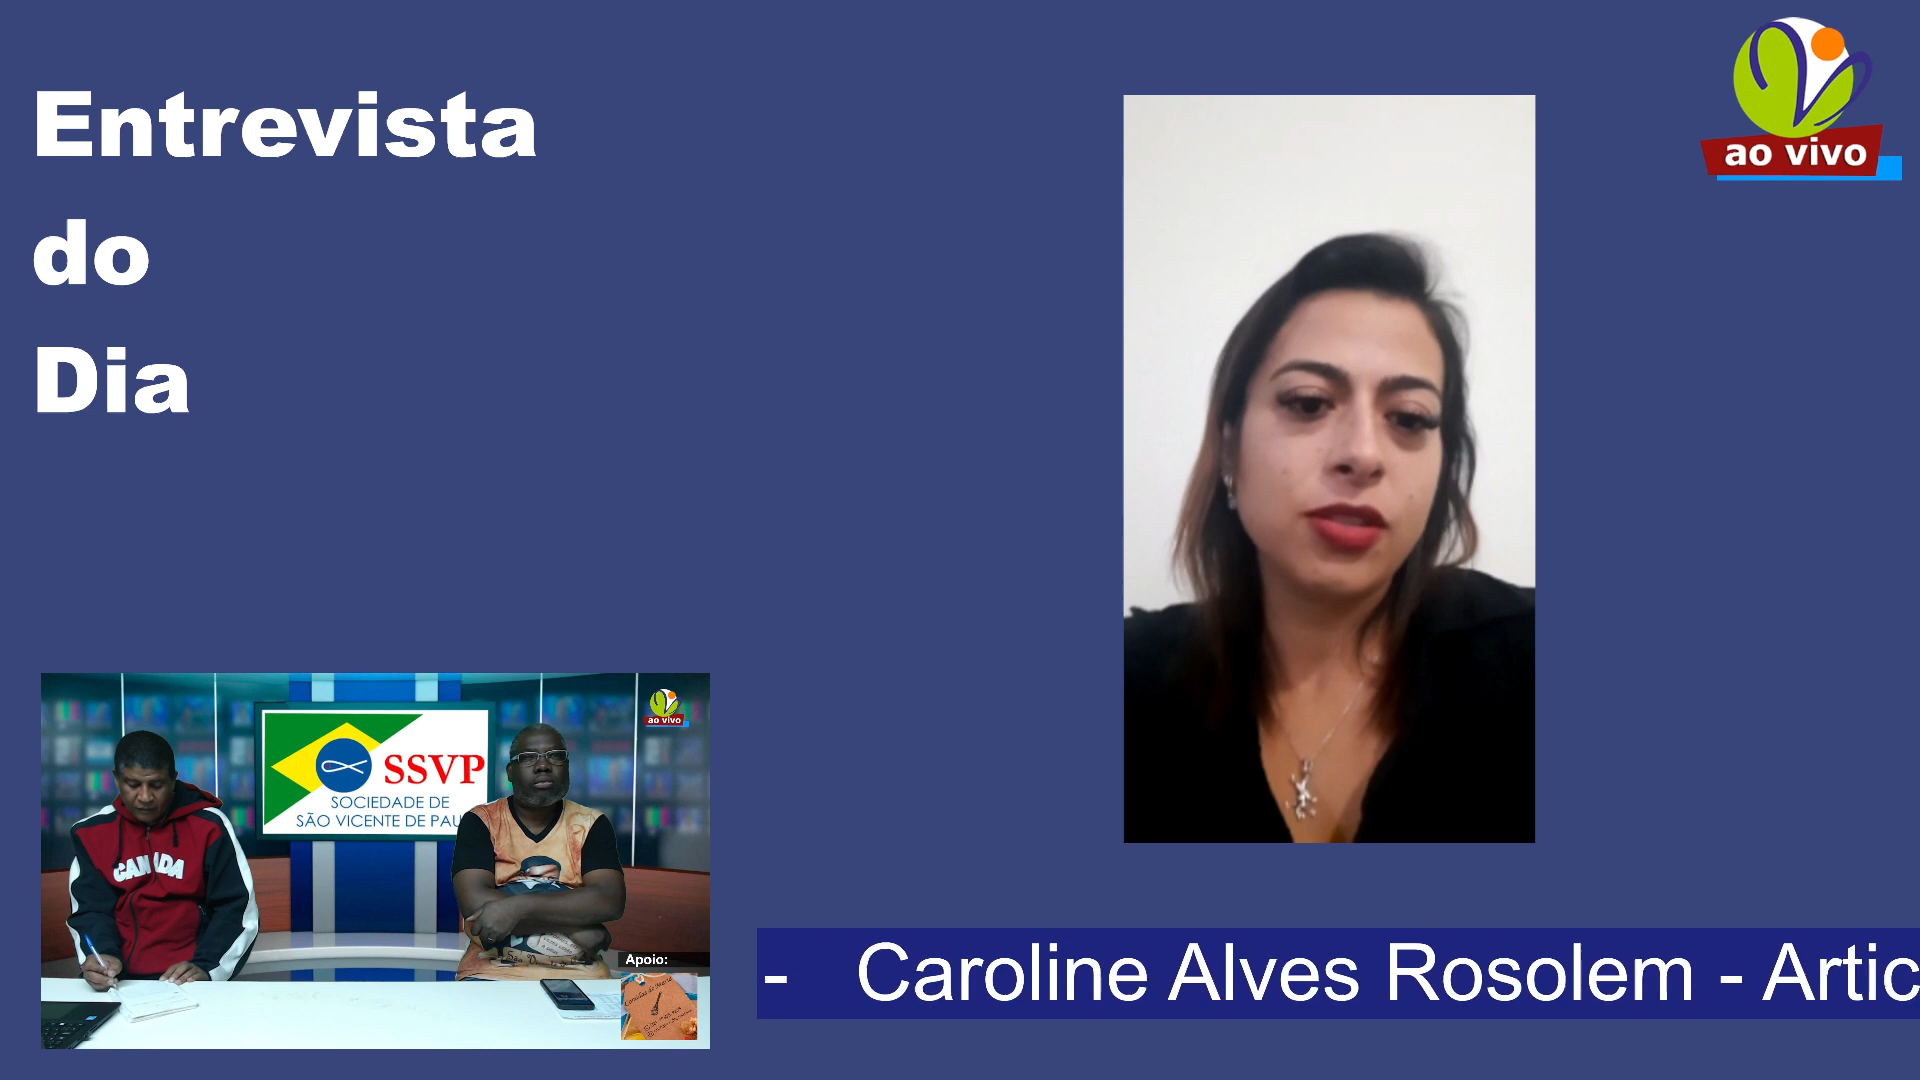 Entrevista
do
Dia
ao vivo
ao vivo
SSVP
SOCIEDADE DE
SÃO VICENTE DE PAU
CANADA
Apoio:
- Caroline Alves Rosolem - Artic